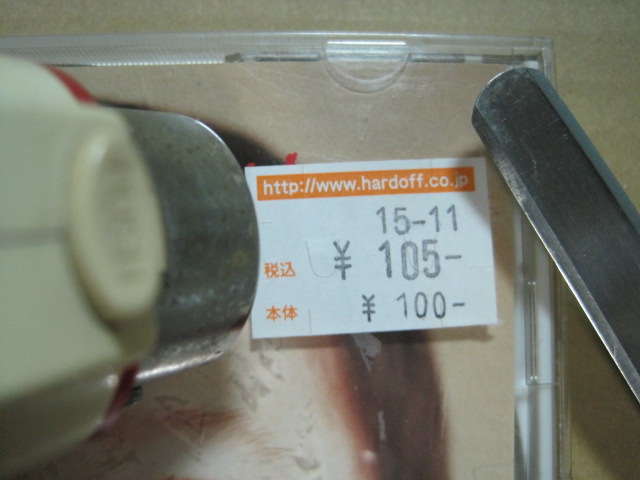 http://www.hardoff.co.jp
15-11
税込 ¥ 105-
本体 ¥ 100-